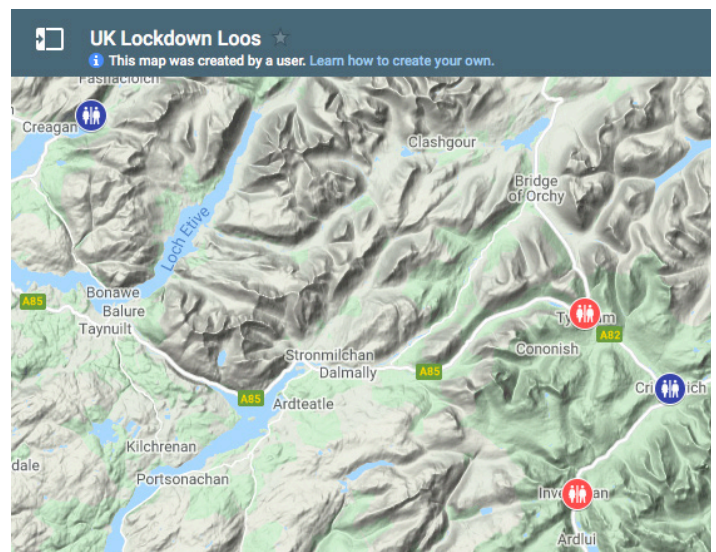 UK Lockdown Loos
This map was created by a user. Learn how to create your own.
Creagan
Clashgour
Bridge
of Orchy
Loch Etive
Bonawe
A85
Balure
Taynuilt
A82
Stronmilchan
Cononish
Dalmally
A85
A85
Ardteatle
Kilchrenan
dale
Portsonachan
Ardlui